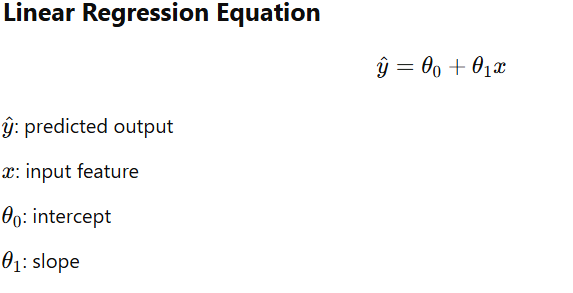 Linear Regression Equation
ŷ = θ₀ + θ₁x
ŷ: predicted output
x: input feature
θ₀: intercept
θ₁: slope